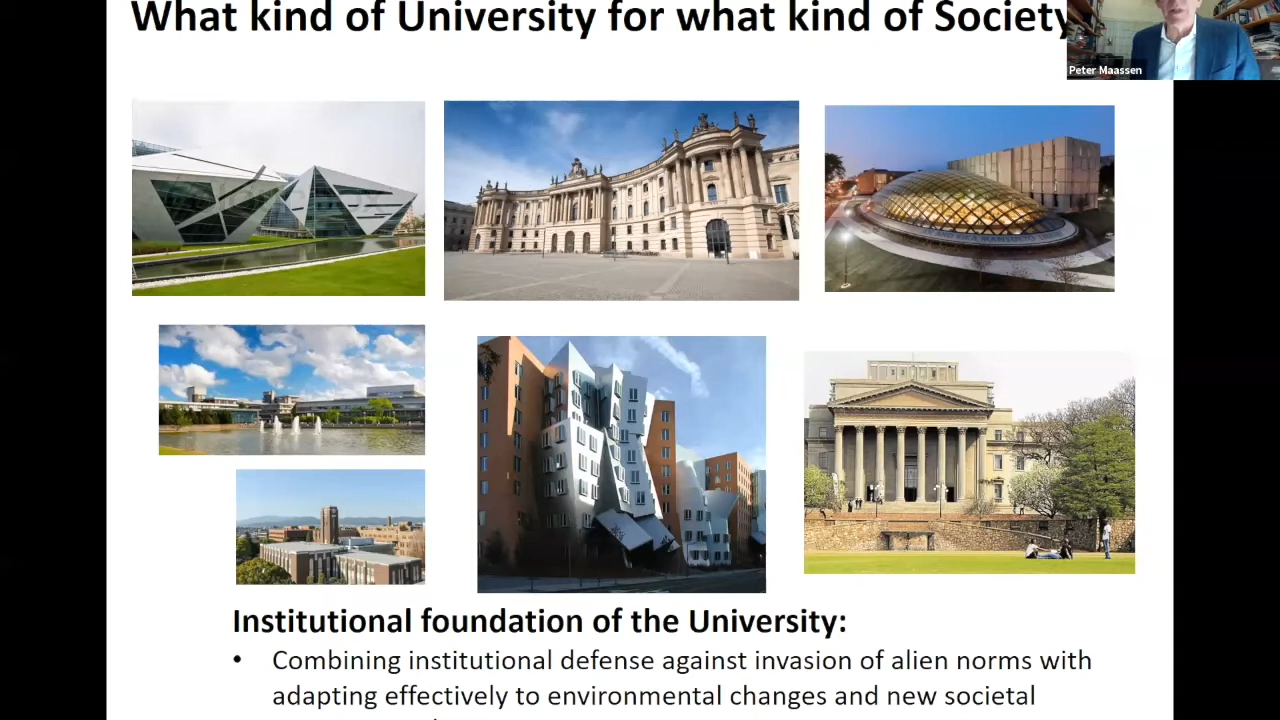 What kind of University for what kind of Society
Peter Maassen
Institutional foundation of the University:
• Combining institutional defense against invasion of alien norms with
adapting effectively to environmental changes and new societal